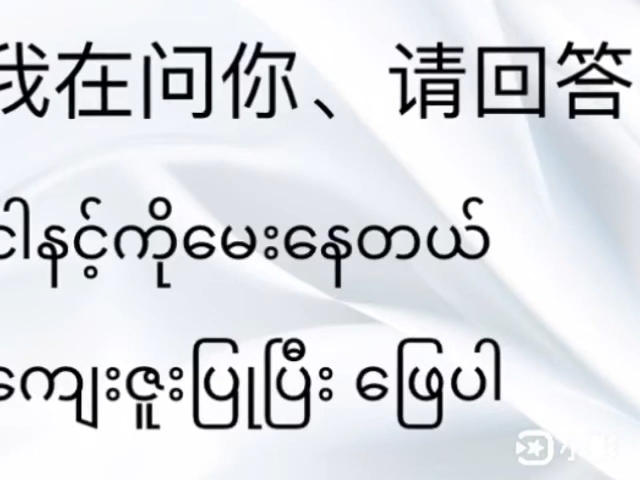 我在问你、请回答
ငါနင့်ကိုမေးနေတယ်
ကျေးဇူးပြုပြီး ဖြေပါ